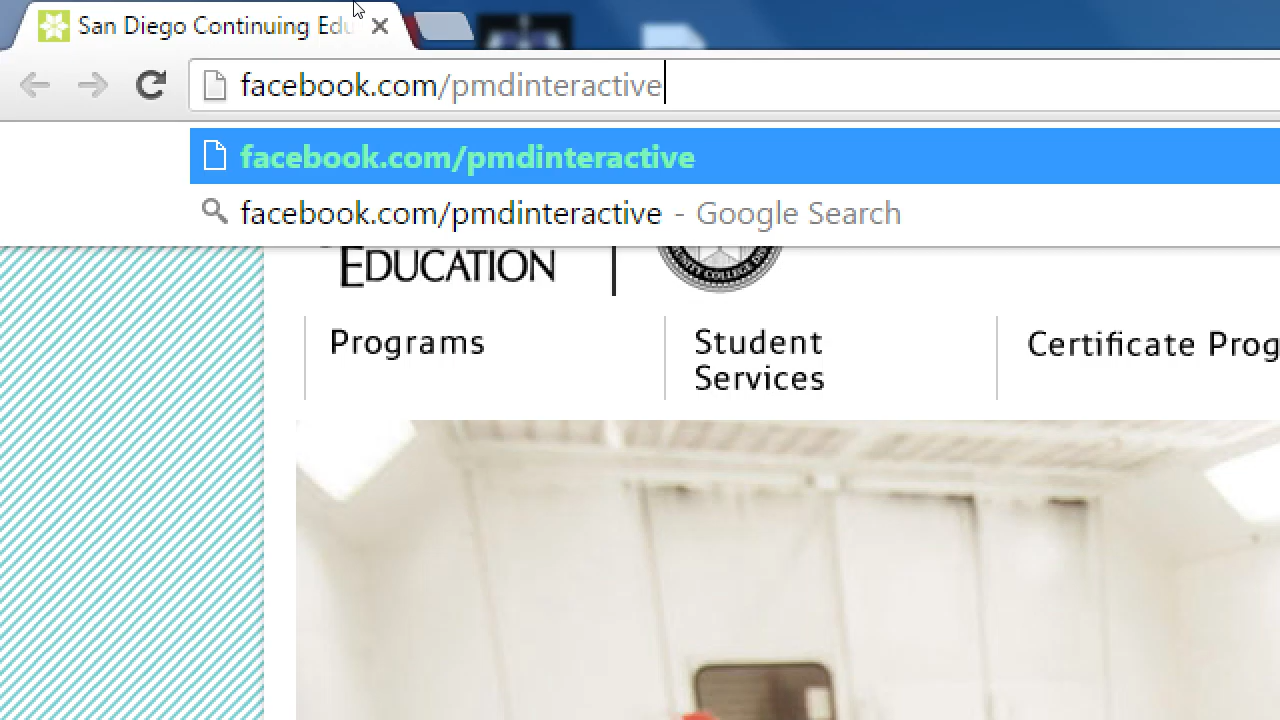 San Diego Continuing Edu
facebook.com/pmdinteractive
facebook.com/pmdinteractive
facebook.com/pmdinteractive - Google Search
EDUCATION
Programs
Student
Services
Certificate Prog